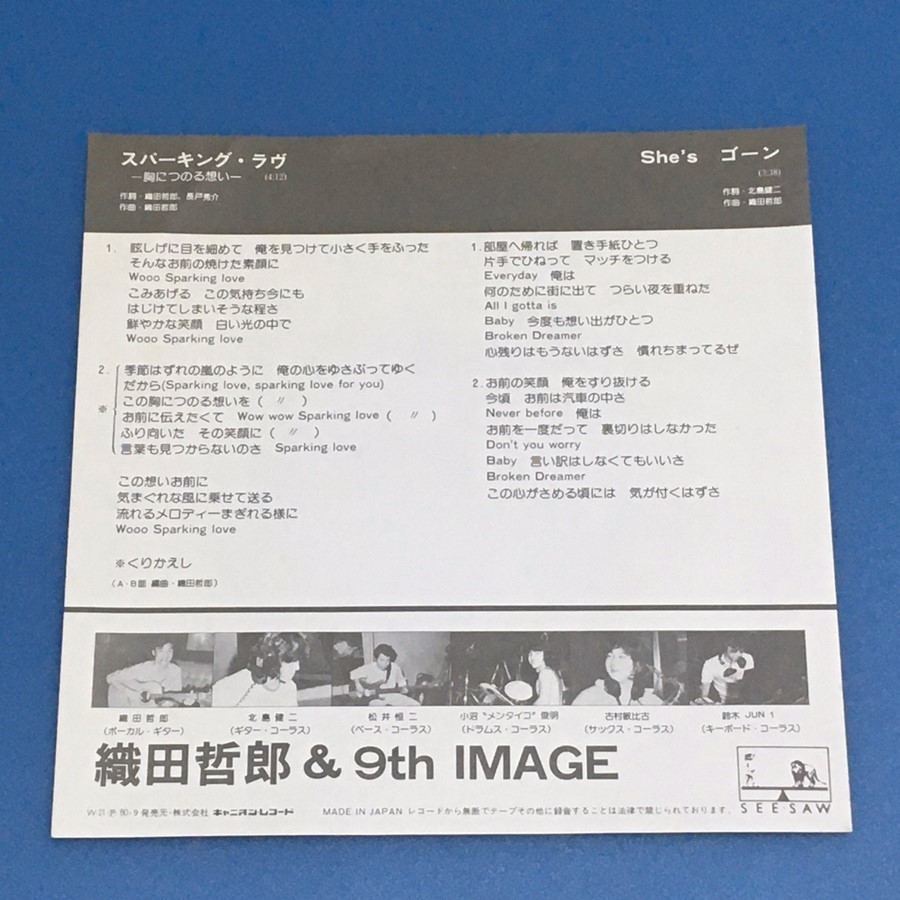 スパーキング・ラヴ
―胸につのる想い― (4:12)
作詞・織田哲郎、長戸秀介
作曲・織田哲郎
She's ゴーン
(3:38)
作詞・北島健二
作曲・織田哲郎
1. 眩しげに目を細めて 俺を見つけて小さく手をふった
そんなお前の焼けた素顔に
Wooo Sparking love
こみあげる この気持ち今にも
はじけてしまいそうな程さ
鮮やかな笑顔 白い光の中で
Wooo Sparking love
2. 季節はずれの嵐のように 俺の心をゆさぶってゆく
だから(Sparking love, sparking love for you)
※ この胸につのる想いを ( 〃 )
お前に伝えたくて Wow wow Sparking love ( 〃 )
ふり向いた その笑顔に ( 〃 )
言葉も見つからないのさ Sparking love
この想いお前に
気まぐれな風に乗せて送る
流れるメロディーまぎれる様に
Wooo Sparking love
※くりかえし
(A・B面 編曲・織田哲郎)
1. 部屋へ帰れば 置き手紙ひとつ
片手でひねって マッチをつける
Everyday 俺は
何のために街に出て つらい夜を重ねた
All I gotta is
Baby 今度も想い出がひとつ
Broken Dreamer
心残りはもうないはずさ 慣れちまってるぜ
2. お前の笑顔 俺をすり抜ける
今頃 お前は汽車の中さ
Never before 俺は
お前を一度だって 裏切りはしなかった
Don't you worry
Baby 言い訳はしなくてもいいさ
Broken Dreamer
この心がさめる頃には 気が付くはずさ
織田哲郎
(ボーカル・ギター)
北島健二
(ギター・コーラス)
松井恒二
(ベース・コーラス)
小沼"メンタイコ"俊明
(ドラムス・コーラス)
古村敏比古
(サックス・コーラス)
鈴木 JUN 1
(キーボード・コーラス)
織田哲郎 & 9th IMAGE
SEE・SAW
80・9発売元・株式会社 キャニオン・レコード
MADE IN JAPAN レコードから無断でテープその他に録音することは法律で禁じられております。